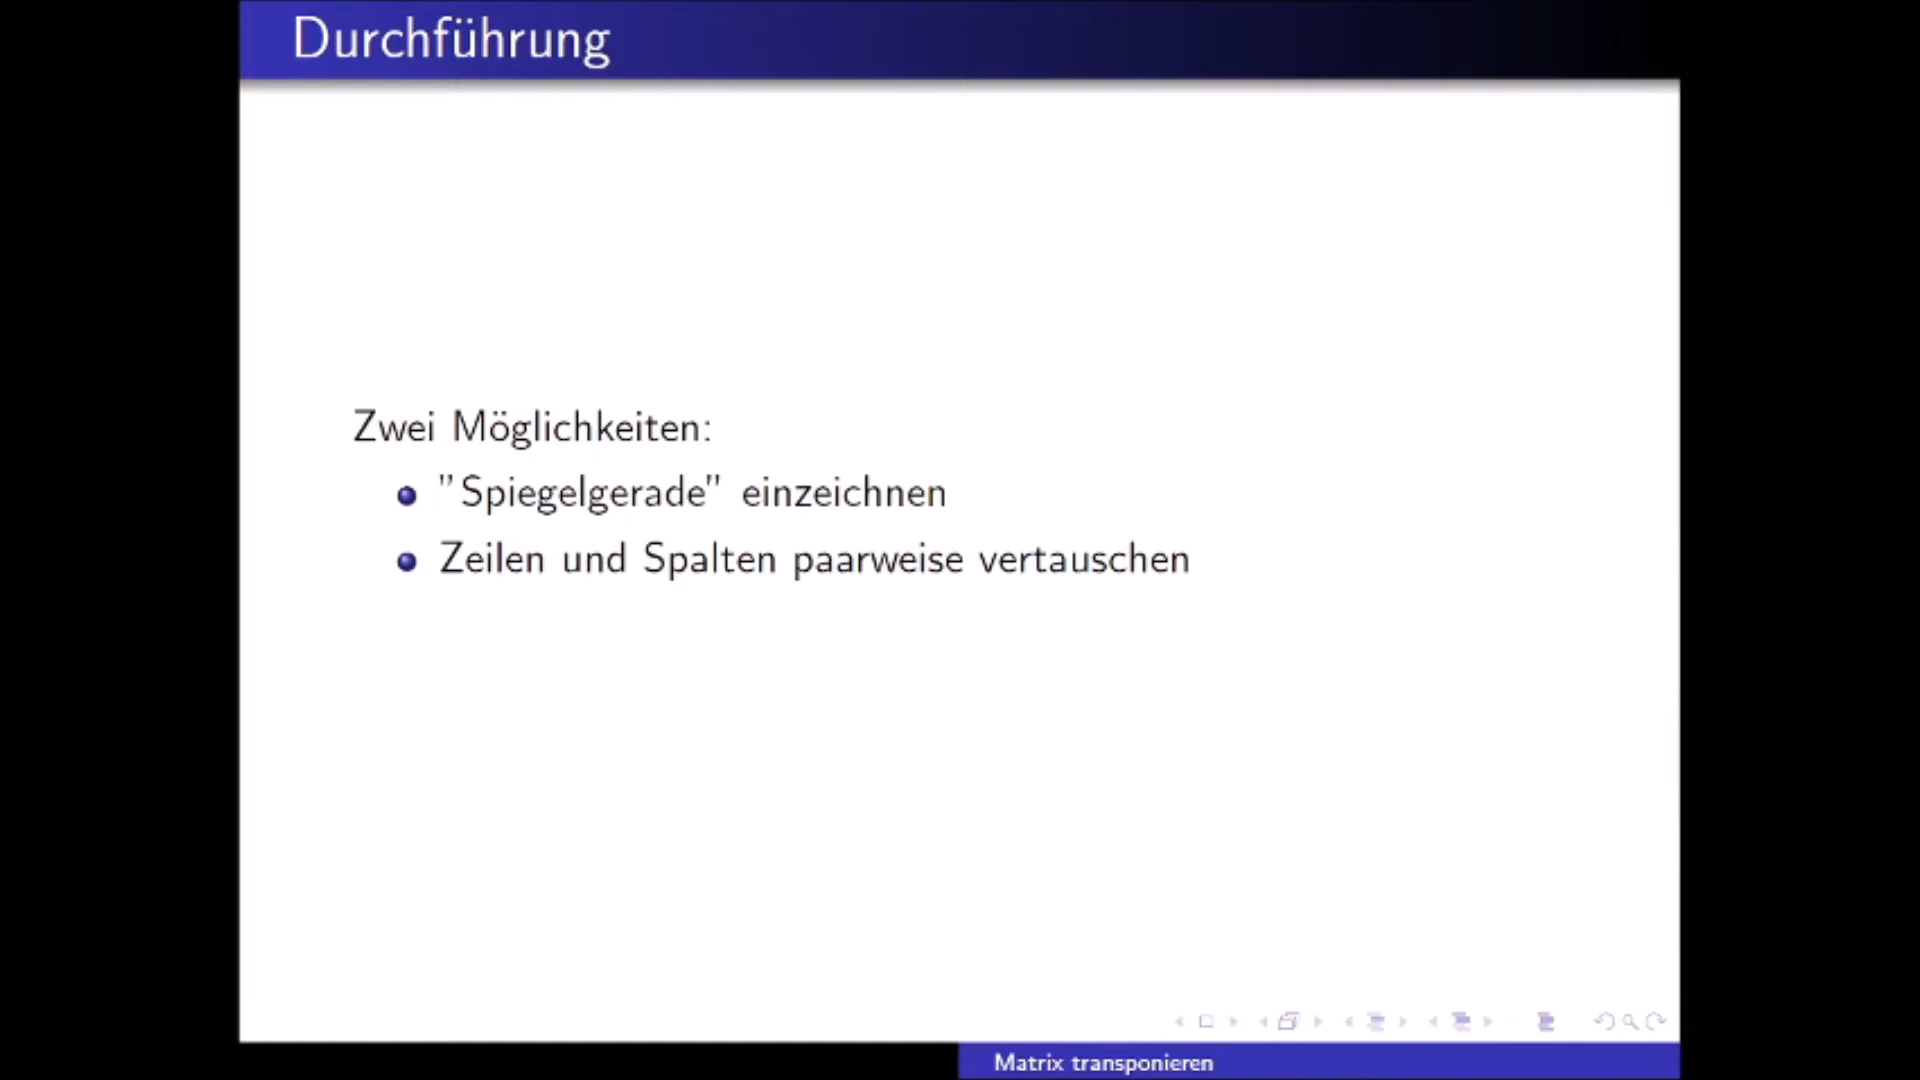 Durchführung
Zwei Möglichkeiten:
"Spiegelgerade" einzeichnen
Zeilen und Spalten paarweise vertauschen
Matrix transponieren